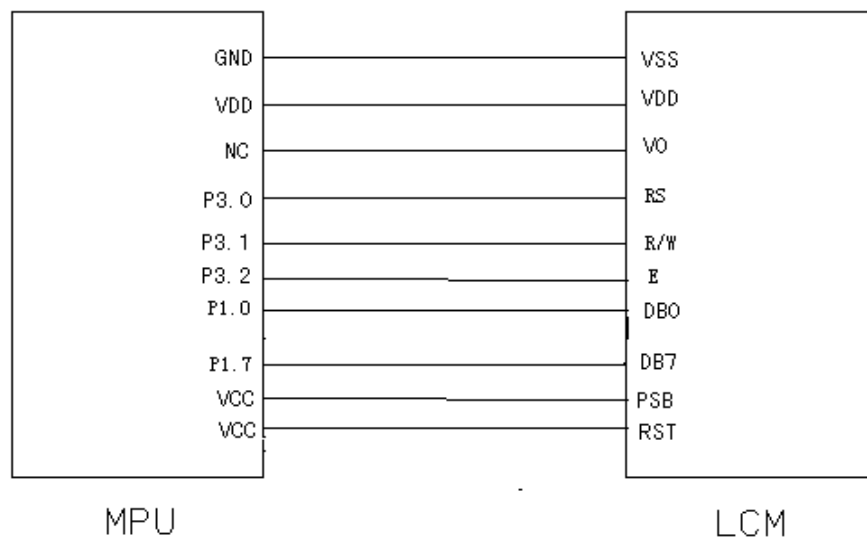 GND VSS
VDD VDD
NC VO
P3.0 RS
P3.1 R/W
P3.2 E
P1.0 DB0
P1.7 DB7
VCC PSB
VCC RST
MPU LCM